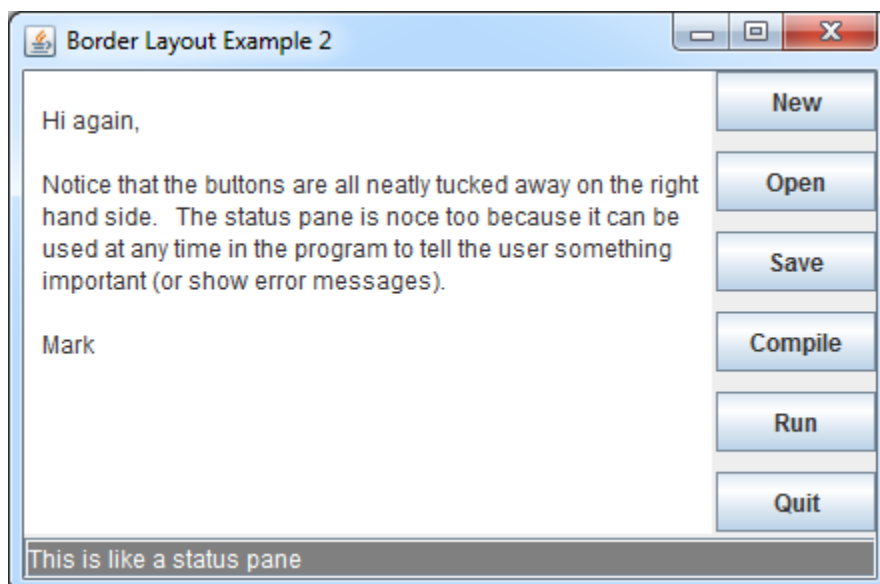 Border Layout Example 2
Hi again,
Notice that the buttons are all neatly tucked away on the right
hand side.   The status pane is noce too because it can be
used at any time in the program to tell the user something
important (or show error messages).
Mark
New
Open
Save
Compile
Run
Quit
This is like a status pane